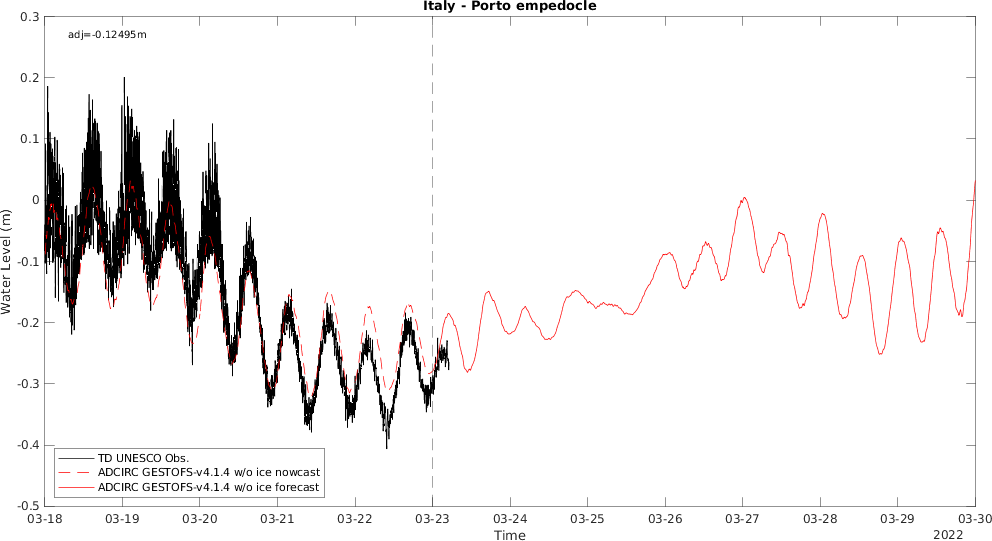 Italy - Porto empedocle
adj=-0.12495m
0.3
0.2
0.1
0
-0.1
-0.2
-0.3
-0.4
-0.5
Water Level (m)
TD UNESCO Obs.
ADCIRC GESTOFS-v4.1.4 w/o ice nowcast
ADCIRC GESTOFS-v4.1.4 w/o ice forecast
03-18 03-19 03-20 03-21 03-22 03-23 03-24 03-25 03-26 03-27 03-28 03-29 03-30
Time
2022